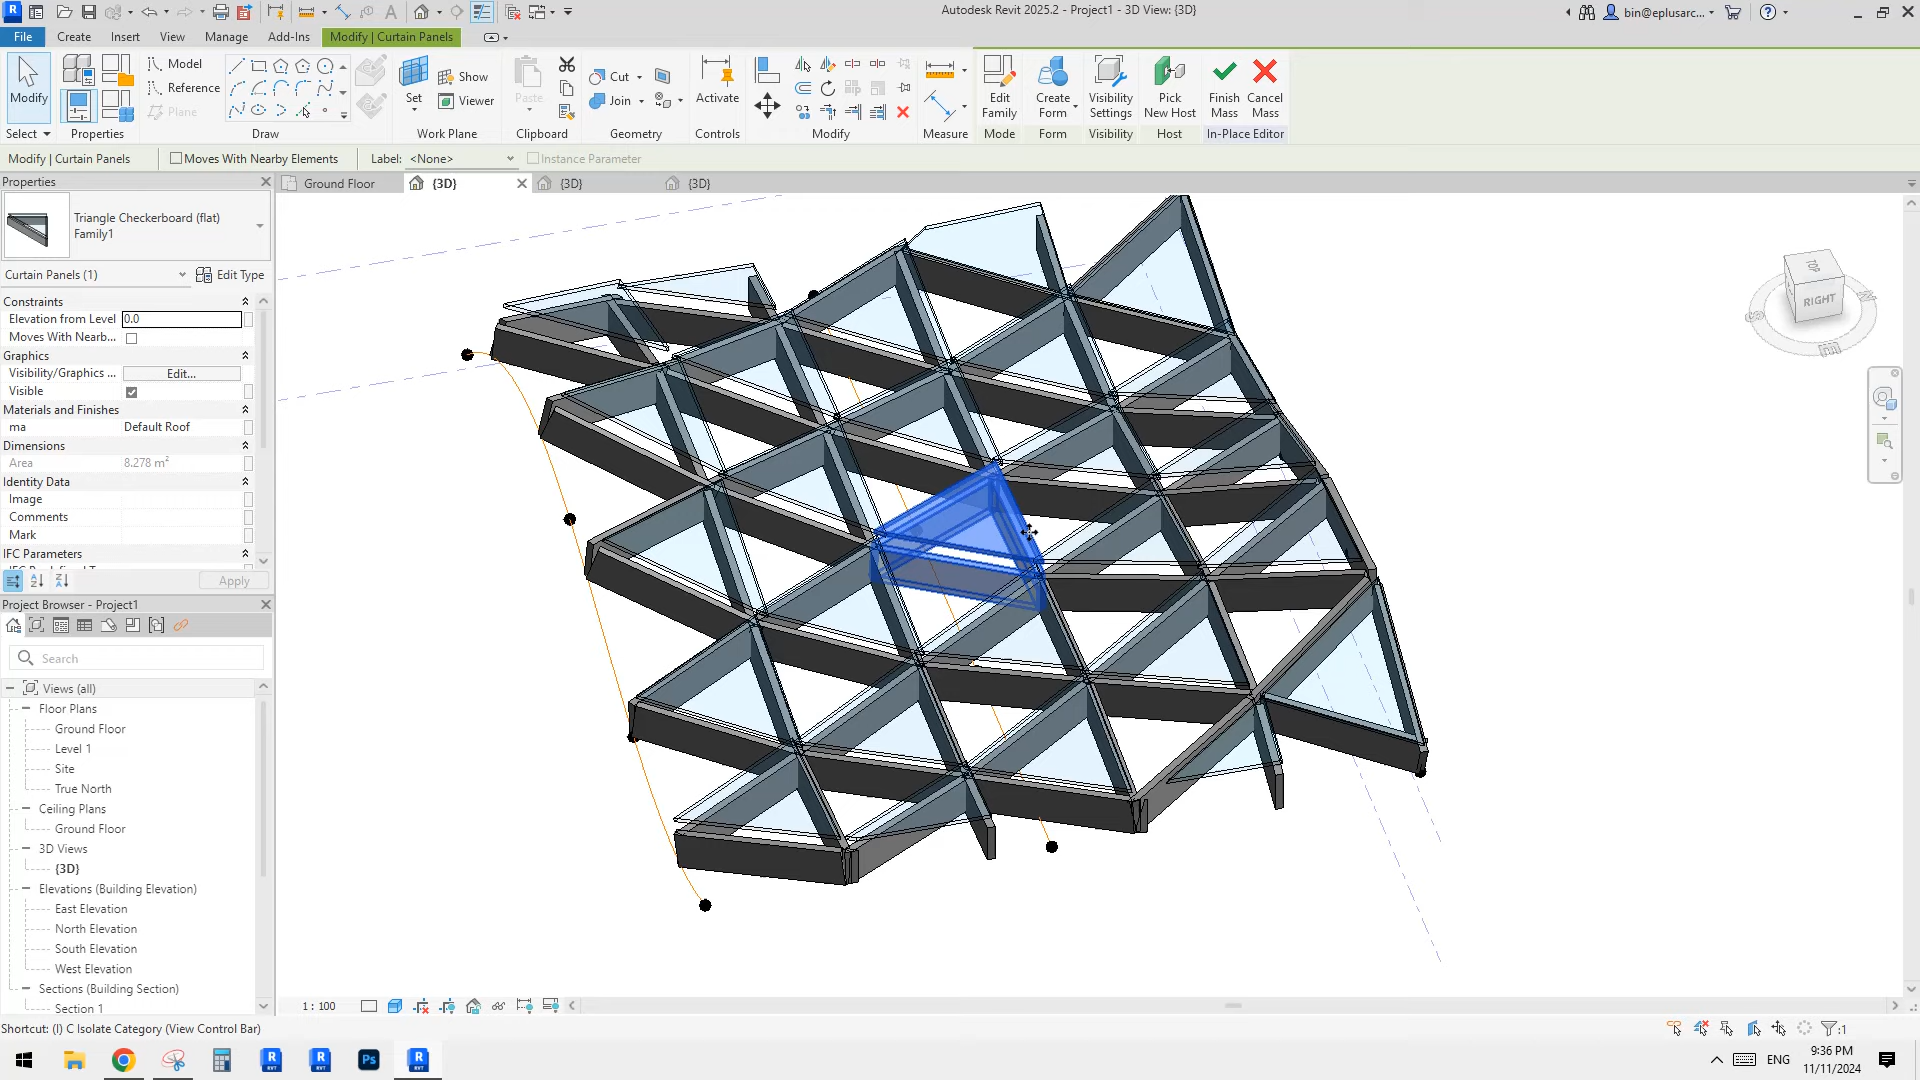 Autodesk Revit 2025.2 - Project1 - 3D View: {3D}
bin@eplusarc...
File
Create
Insert
View
Manage
Add-Ins
Modify | Curtain Panels
Modify
Select
Properties
Model
Reference
Plane
Draw
Set
Show
Viewer
Work Plane
Paste
Clipboard
Cut
Join
Geometry
Activate
Controls
Modify
Measure
Edit Family
Mode
Create Form
Form
Visibility Settings
Visibility
Pick New Host
Host
Finish Mass
Cancel Mass
In-Place Editor
Modify | Curtain Panels
Moves With Nearby Elements
Label: <None>
Instance Parameter
Properties
Ground Floor
{3D}
{3D}
{3D}
Triangle Checkerboard (flat)
Family1
Curtain Panels (1)
Edit Type
Constraints
Elevation from Level 0.0
Moves With Nearb...
Graphics
Visibility/Graphics ... Edit...
Visible
Materials and Finishes
ma Default Roof
Dimensions
Area 8.278 m²
Identity Data
Image
Comments
Mark
IFC Parameters
Apply
Project Browser - Project1
Search
Views (all)
Floor Plans
Ground Floor
Level 1
Site
True North
Ceiling Plans
Ground Floor
3D Views
{3D}
Elevations (Building Elevation)
East Elevation
North Elevation
South Elevation
West Elevation
Sections (Building Section)
Section 1
TOP
RIGHT
1 : 100
Shortcut: (I) C Isolate Category (View Control Bar)
:1
Ps
ENG
9:36 PM
11/11/2024